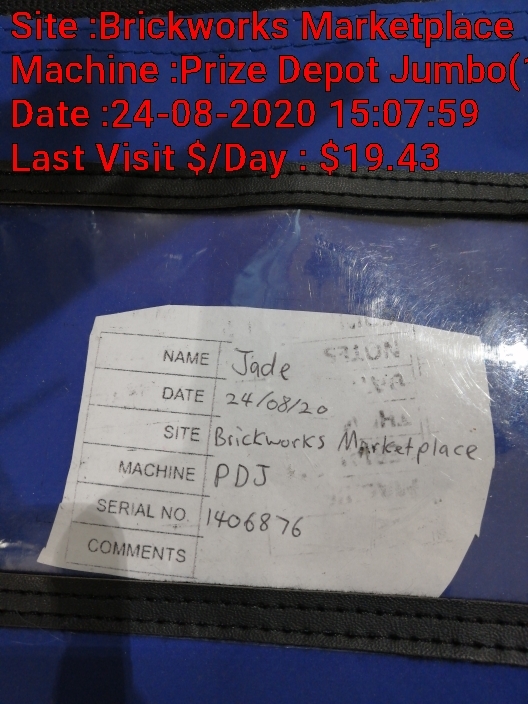 Site :Brickworks Marketplace
Machine :Prize Depot Jumbo(
Date :24-08-2020 15:07:59
Last Visit $/Day : $19.43
NAME Jade
DATE 24/08/20
SITE Brickworks Marketplace
MACHINE PDJ
SERIAL NO 1406876
COMMENTS